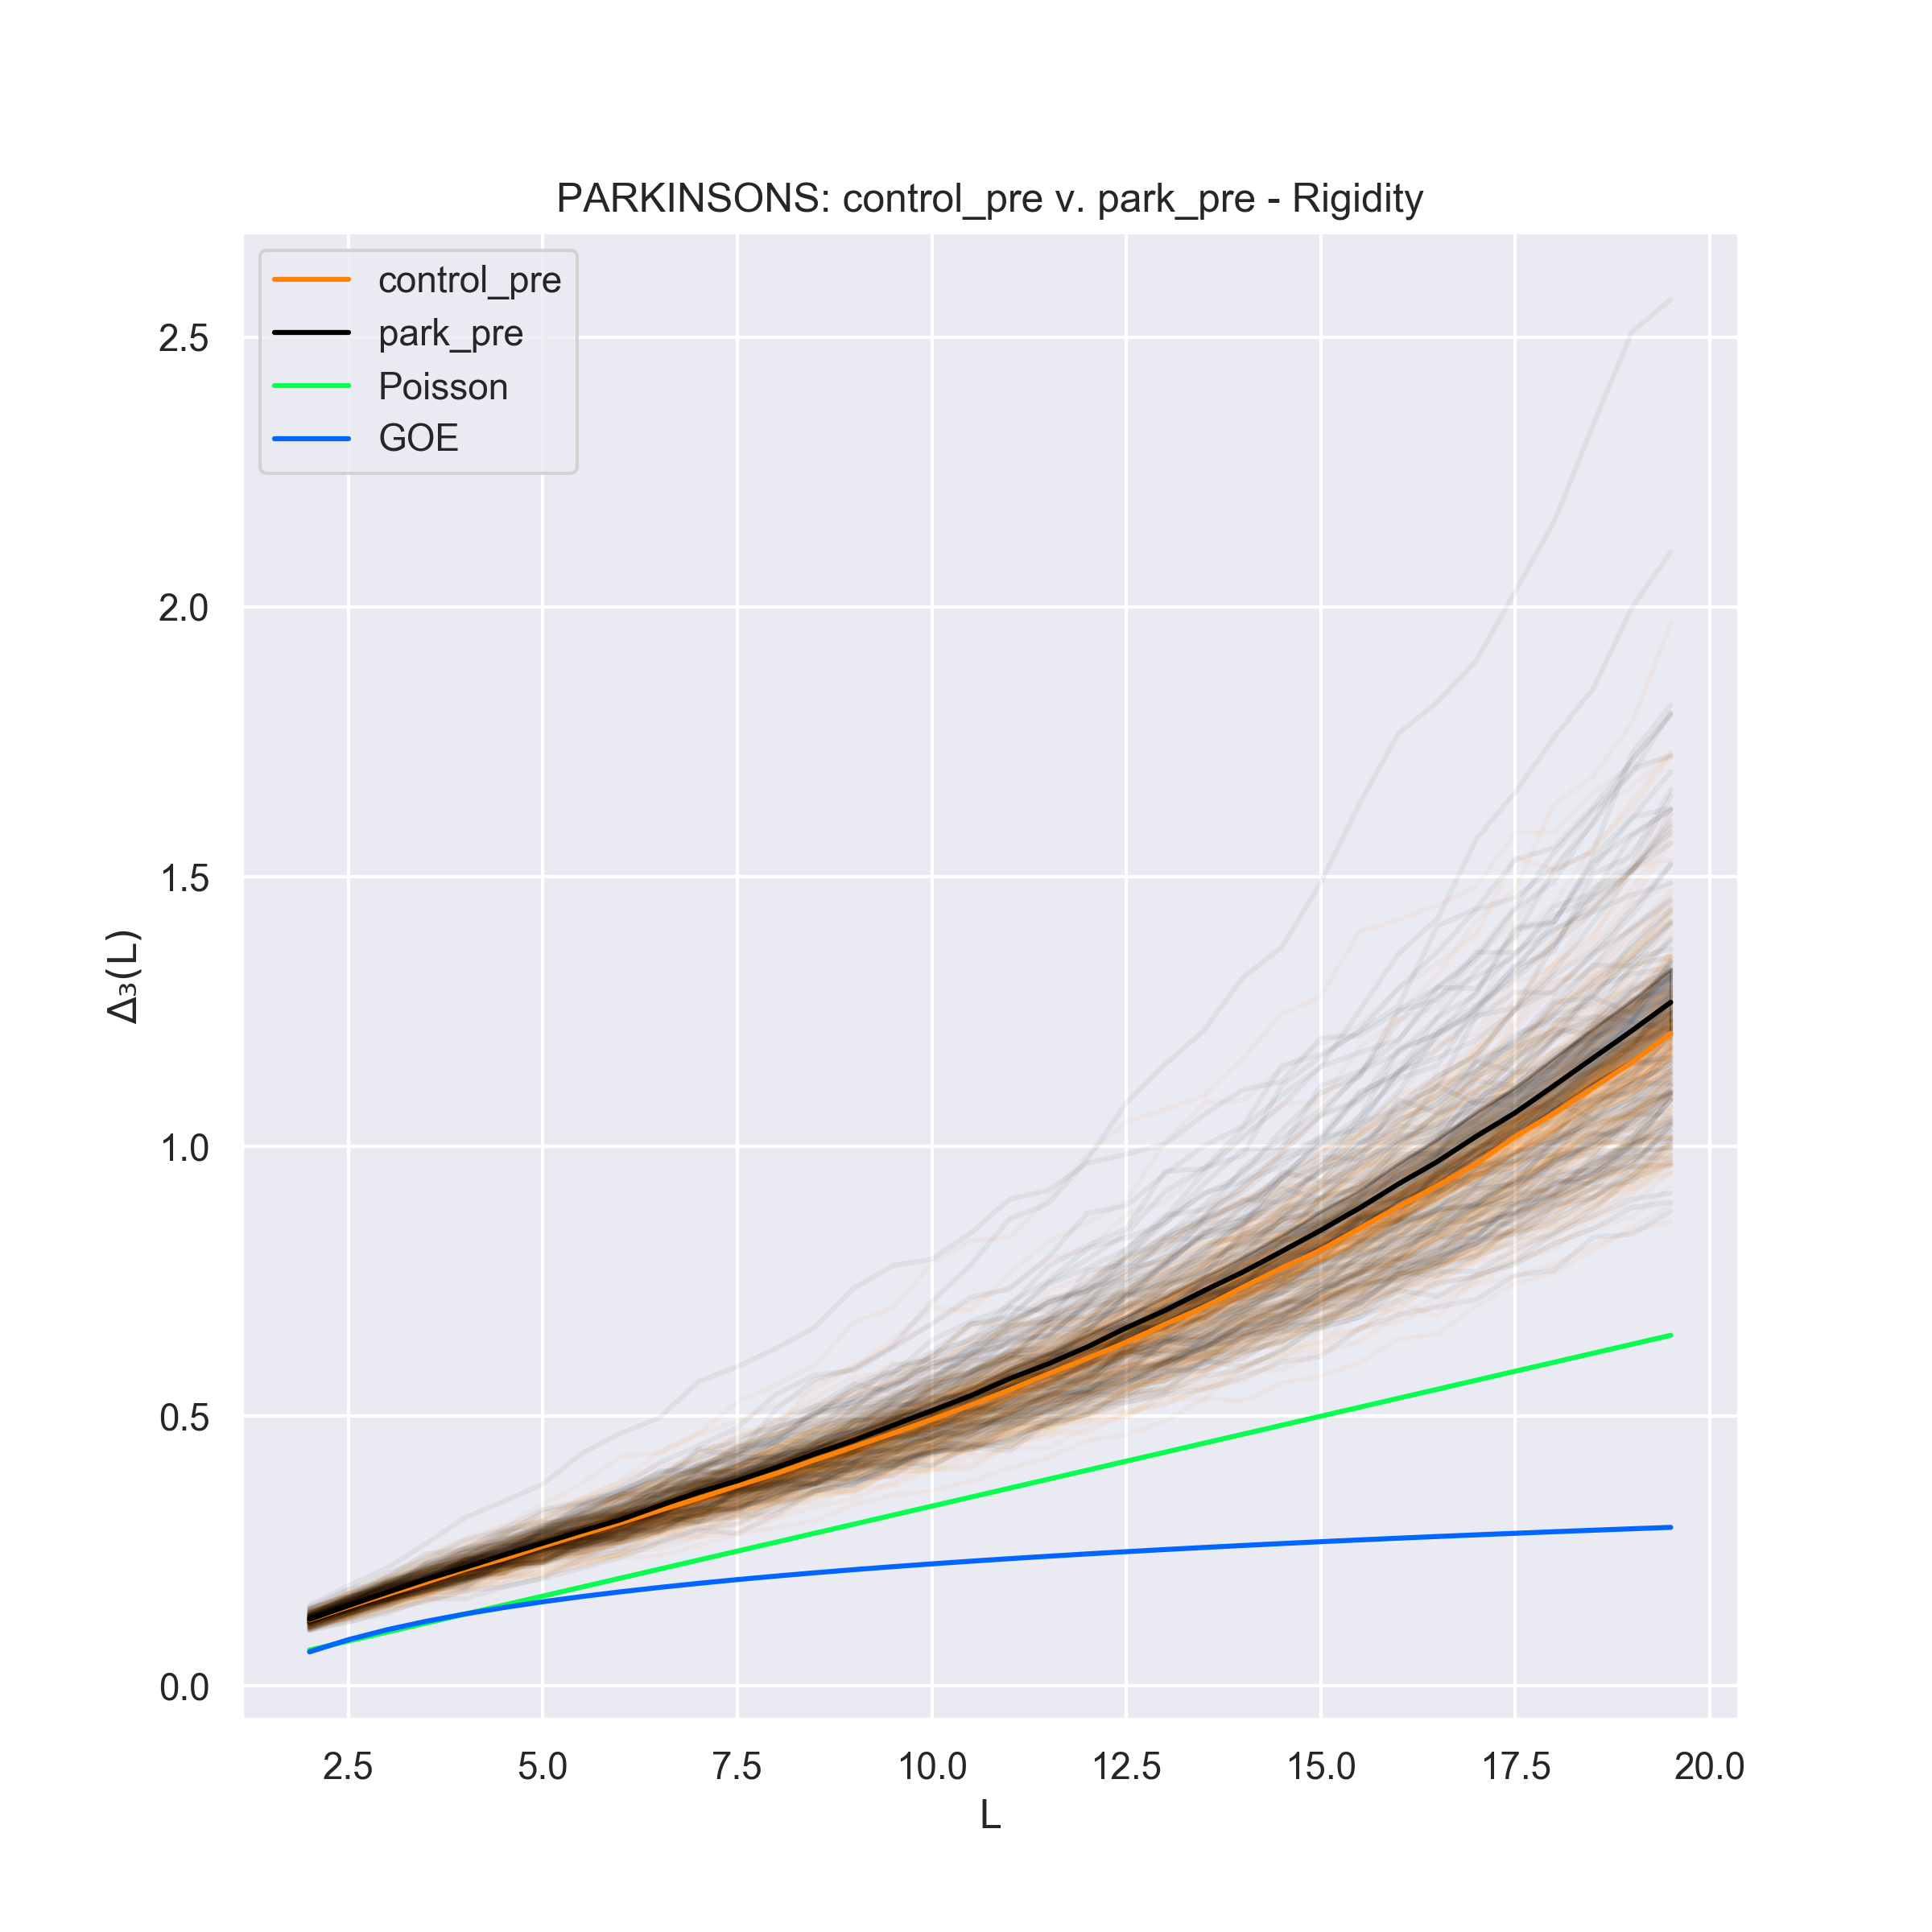 PARKINSONS: control_pre v. park_pre - Rigidity
control_pre
park_pre
Poisson
GOE
2.5
2.0
1.5
1.0
0.5
0.0
Δ₃(L)
2.5 5.0 7.5 10.0 12.5 15.0 17.5 20.0
L